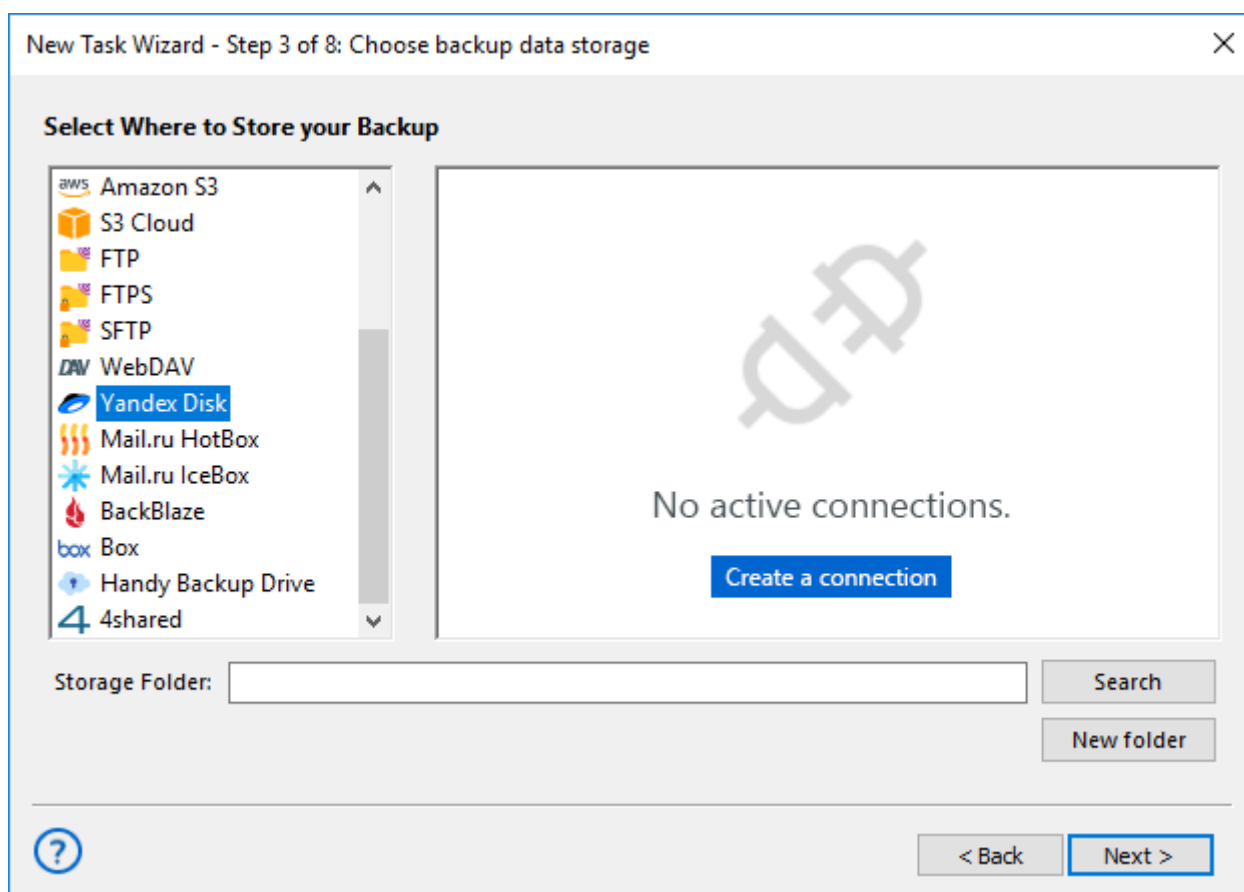 New Task Wizard - Step 3 of 8: Choose backup data storage
Select Where to Store your Backup
aws Amazon S3
S3 Cloud
FTP
FTPS
SFTP
DAV WebDAV
Yandex Disk
Mail.ru HotBox
Mail.ru IceBox
BackBlaze
box Box
Handy Backup Drive
4 4shared
No active connections.
Create a connection
Storage Folder:
Search
New folder
?
< Back
Next >